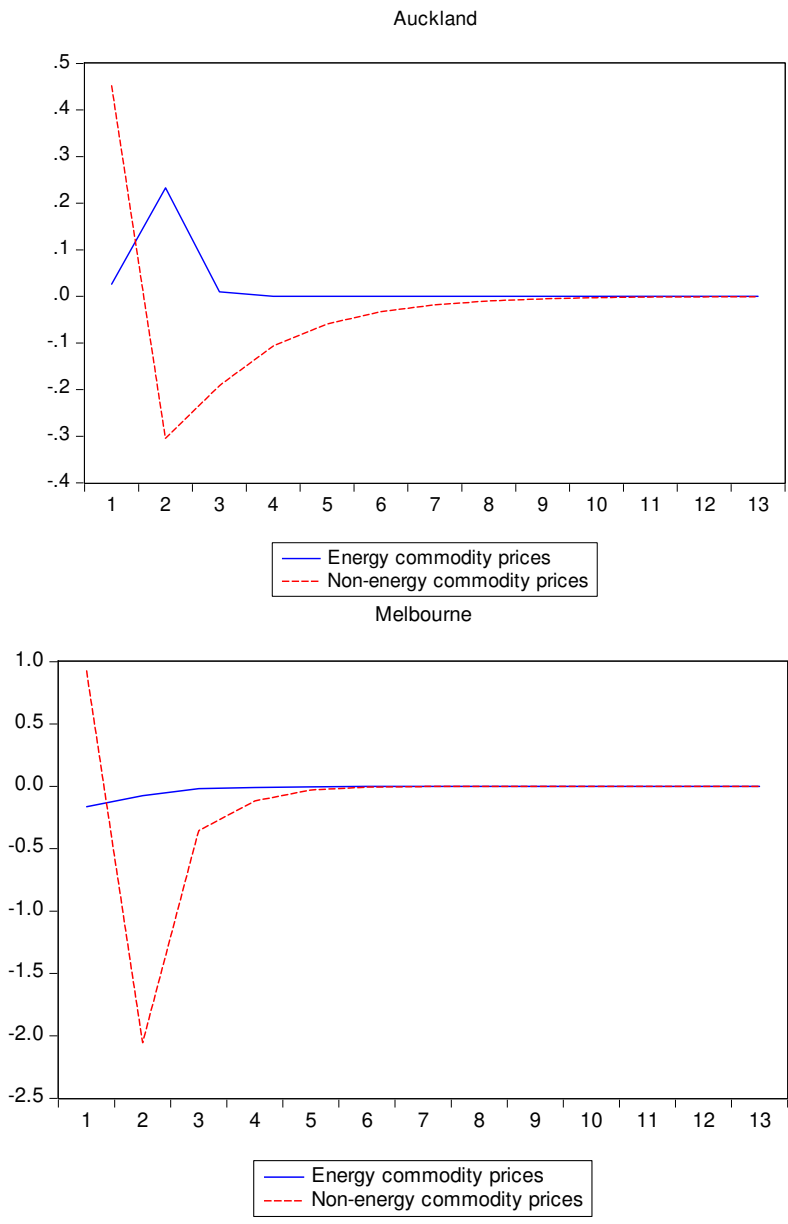 Auckland
.5
.4
.3
.2
.1
.0
-.1
-.2
-.3
-.4
1 2 3 4 5 6 7 8 9 10 11 12 13
Energy commodity prices
Non-energy commodity prices
Melbourne
1.0
0.5
0.0
-0.5
-1.0
-1.5
-2.0
-2.5
1 2 3 4 5 6 7 8 9 10 11 12 13
Energy commodity prices
Non-energy commodity prices